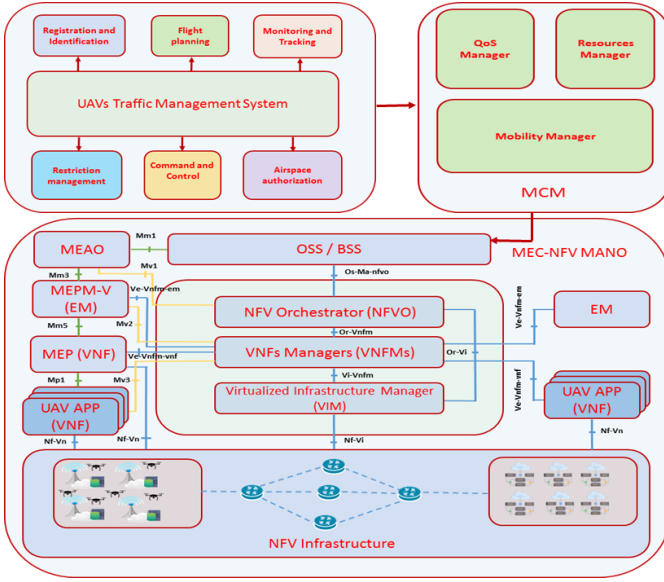 Registration and
Identification
Flight
planning
Monitoring and
Tracking
UAVs Traffic Management System
Restriction
management
Command and
Control
Airspace
authorization
QoS
Manager
Resources
Manager
Mobility Manager
MCM
MEC-NFV MANO
MEAO
Mm1
OSS / BSS
Mm3
Mv1
Os-Ma-nfvo
MEPM-V
(EM)
Ve-Vnfm-em
NFV Orchestrator (NFVO)
Ve-Vnfm-em
EM
Mm5
Mv2
Or-Vnfm
MEP (VNF)
Ve-Vnfm-vnf
VNFs Managers (VNFMs)
Or-Vi
Mp1
Mv3
Vi-Vnfm
Ve-Vnfm-vnf
UAV APP
(VNF)
Virtualized Infrastructure Manager
(VIM)
UAV APP
(VNF)
Nf-Vn
Nf-Vn
Nf-Vi
Nf-Vn
NFV Infrastructure